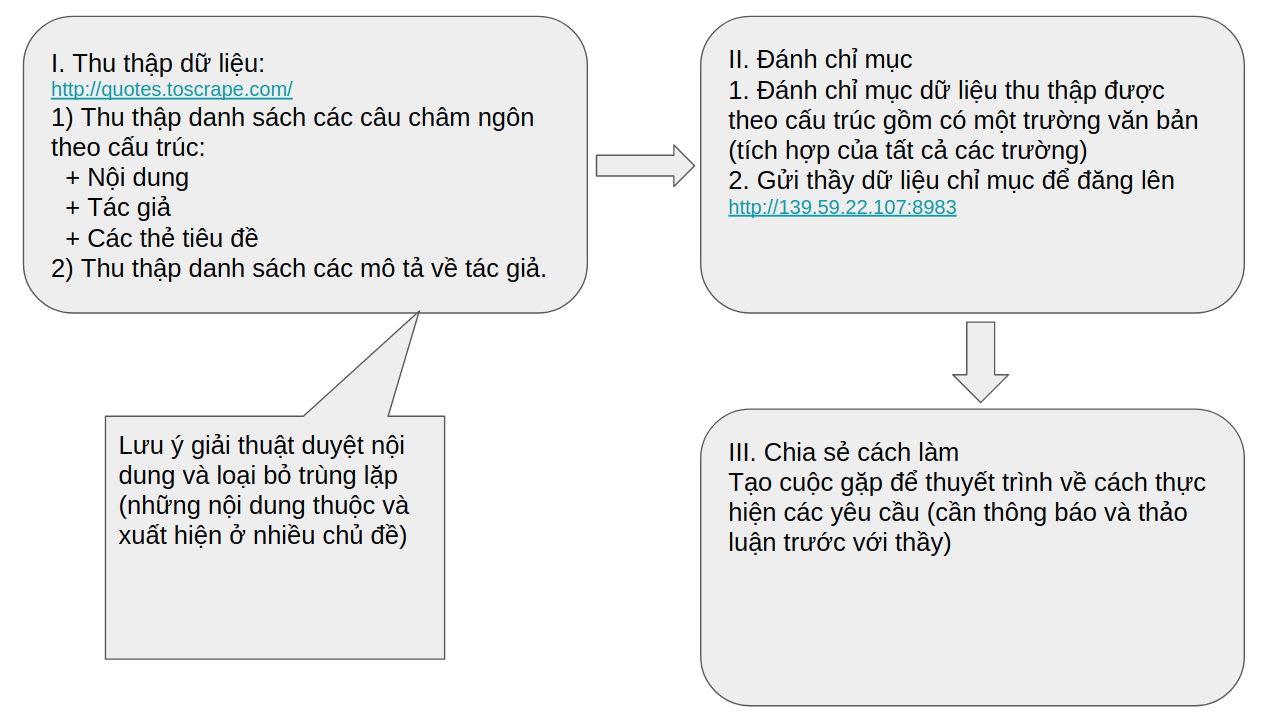 I. Thu thập dữ liệu:
http://quotes.toscrape.com/
1) Thu thập danh sách các câu châm ngôn
theo cấu trúc:
+ Nội dung
+ Tác giả
+ Các thẻ tiêu đề
2) Thu thập danh sách các mô tả về tác giả.
II. Đánh chỉ mục
1. Đánh chỉ mục dữ liệu thu thập được
theo cấu trúc gồm có một trường văn bản
(tích hợp của tất cả các trường)
2. Gửi thầy dữ liệu chỉ mục để đăng lên
http://139.59.22.107:8983
Lưu ý giải thuật duyệt nội
dung và loại bỏ trùng lặp
(những nội dung thuộc và
xuất hiện ở nhiều chủ đề)
III. Chia sẻ cách làm
Tạo cuộc gặp để thuyết trình về cách thực
hiện các yêu cầu (cần thông báo và thảo
luận trước với thầy)